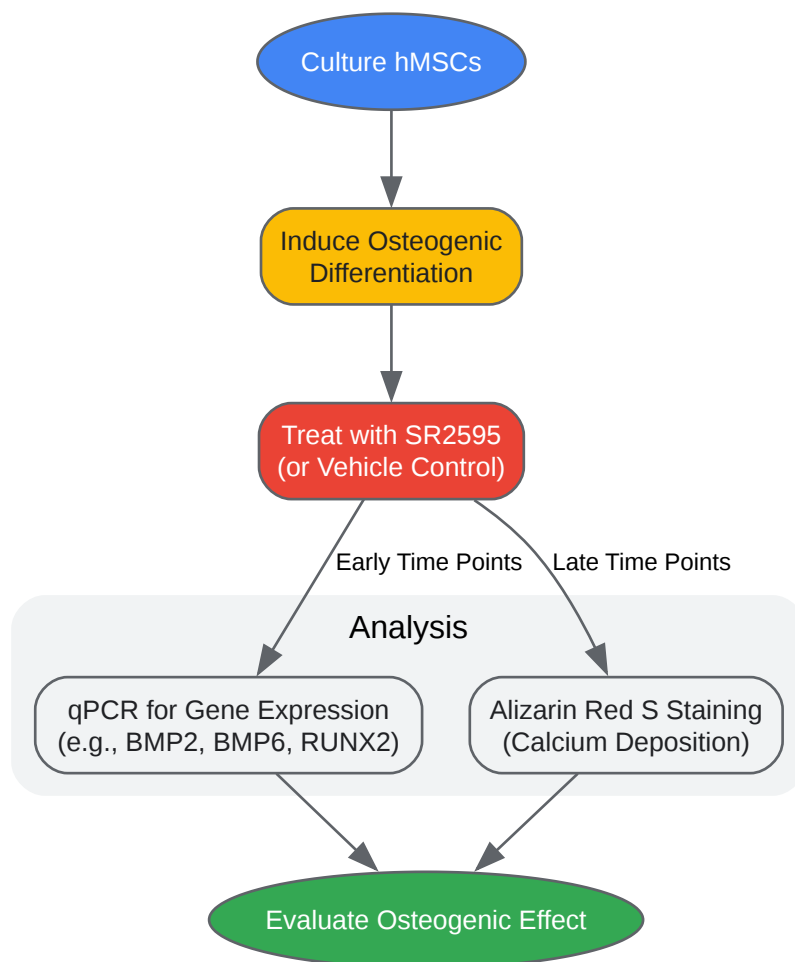 Culture hMSCs
Induce Osteogenic
Differentiation
Treat with SR2595
(or Vehicle Control)
Early Time Points
Late Time Points
Analysis
qPCR for Gene Expression
(e.g., BMP2, BMP6, RUNX2)
Alizarin Red S Staining
(Calcium Deposition)
Evaluate Osteogenic Effect